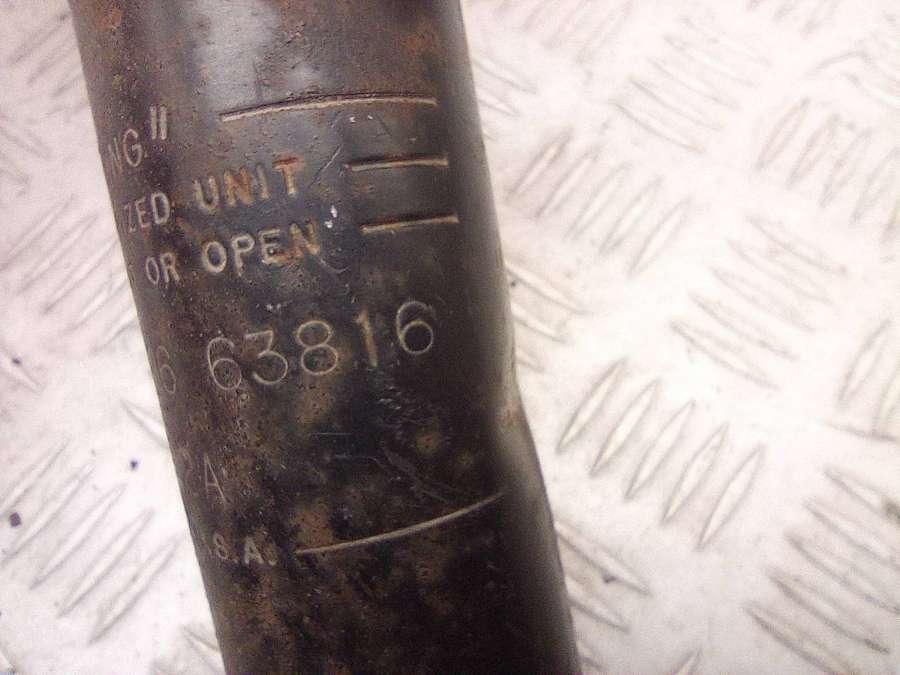 NG"
ZED UNIT
OR OPEN
6 63816
A
.S.A.